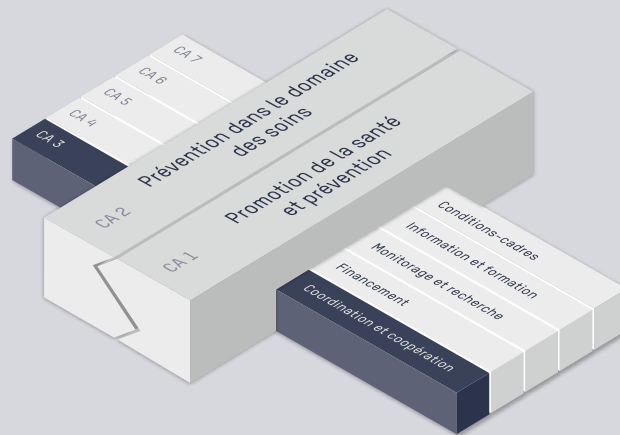 CA 7
CA 6
CA 5
CA 4
CA 3
CA 2
Prévention dans le domaine
des soins
CA 1
Promotion de la santé
et prévention
Conditions-cadres
Information et formation
Monitorage et recherche
Financement
Coordination et coopération